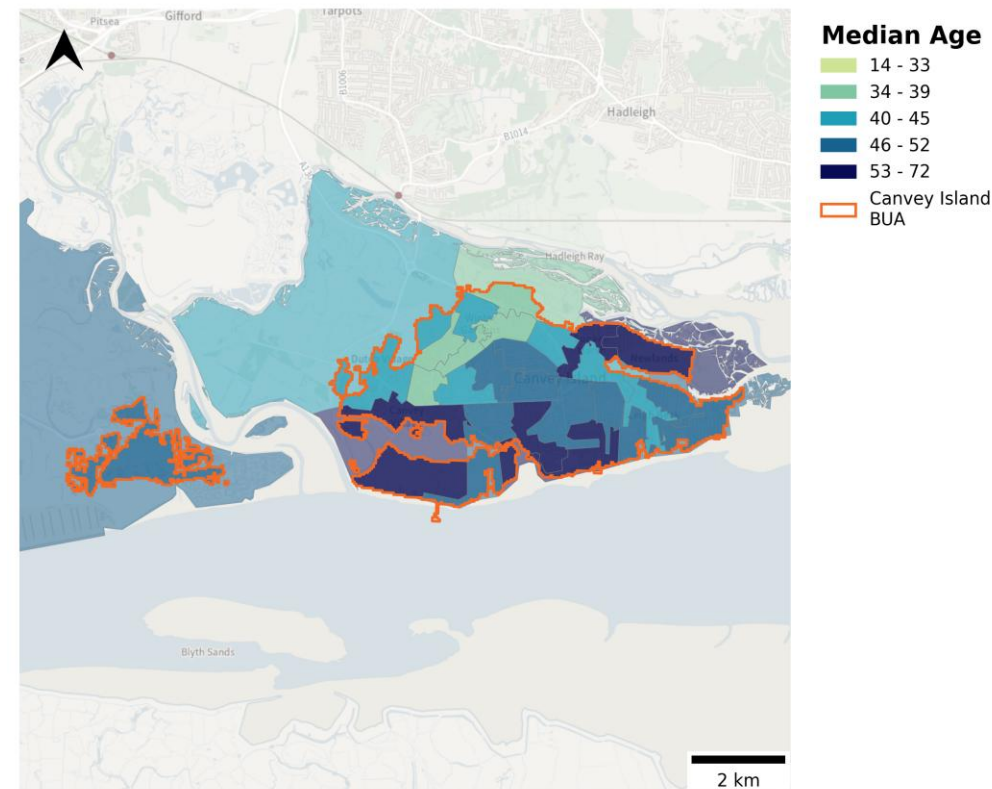 Pitsea
Gifford
Tarpots
B1006
Hadleigh
B1014
Hadleigh Ray
Canvey Island
Blyth Sands
2 km
Median Age
14 - 33
34 - 39
40 - 45
46 - 52
53 - 72
Canvey Island
BUA